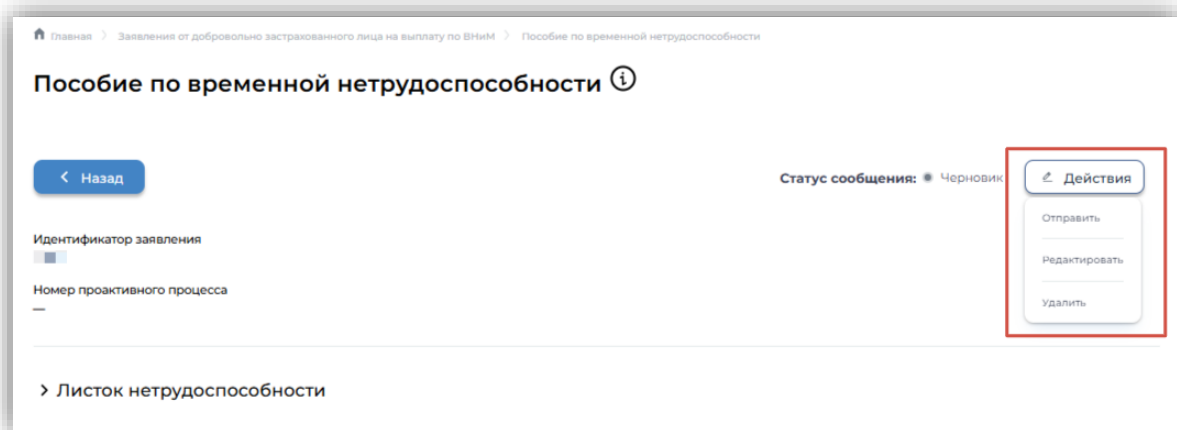 Главная > Заявления от добровольно застрахованного лица на выплату по ВНиМ > Пособие по временной нетрудоспособности
Пособие по временной нетрудоспособности
Назад
Статус сообщения: Черновик
Действия
Отправить
Редактировать
Удалить
Идентификатор заявления
Номер проактивного процесса
—
Листок нетрудоспособности